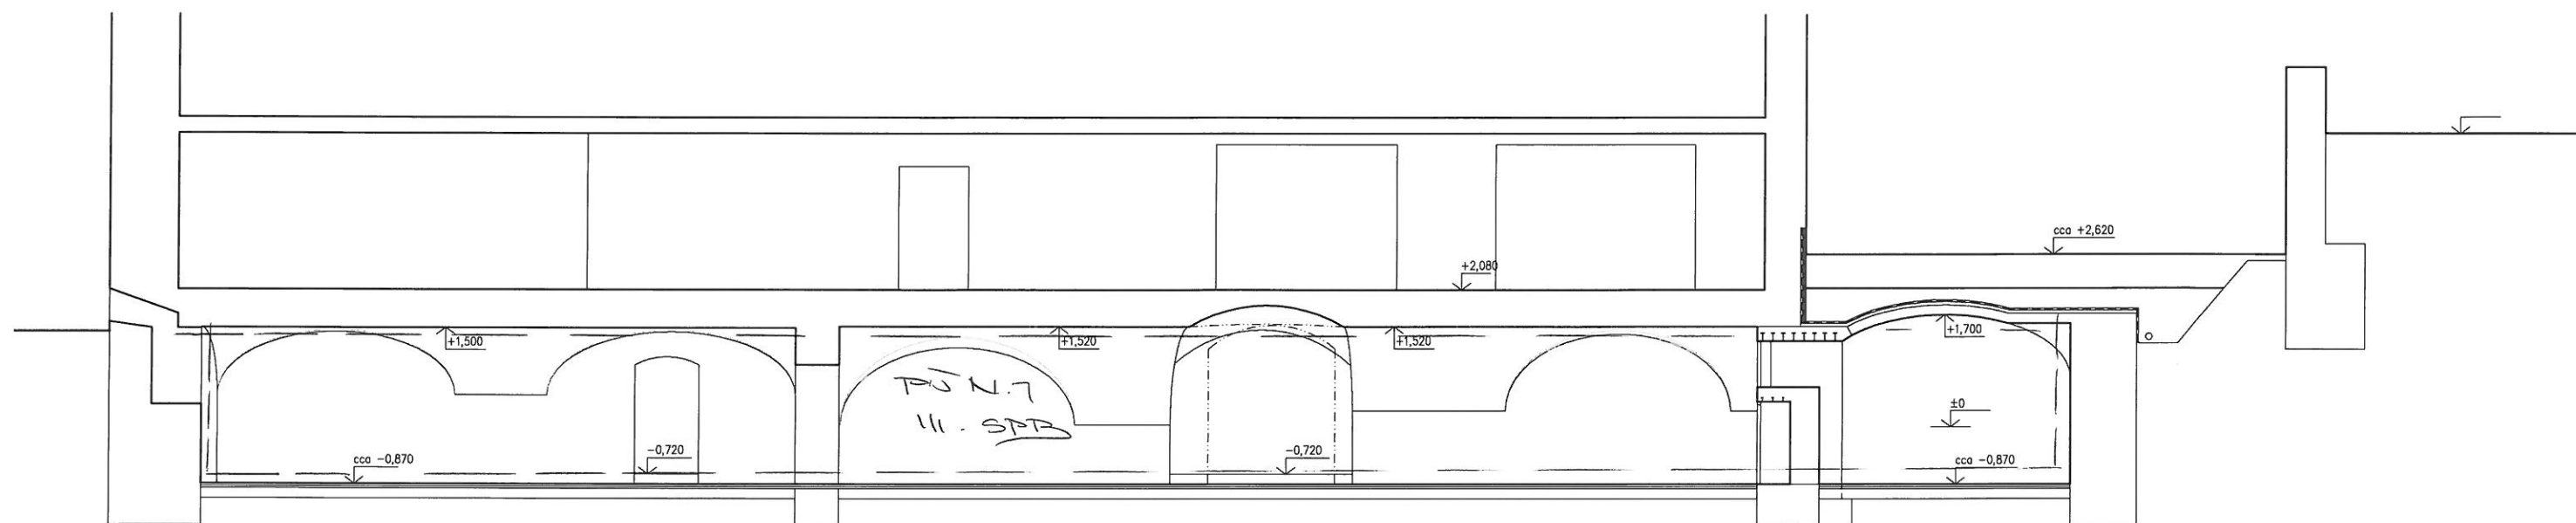 cca +2,620
+2,080
+1,500
+1,520
+1,520
+1,700
PÚ N.7
III. SPB
±0
-0,720
-0,720
cca -0,870
cca -0,870